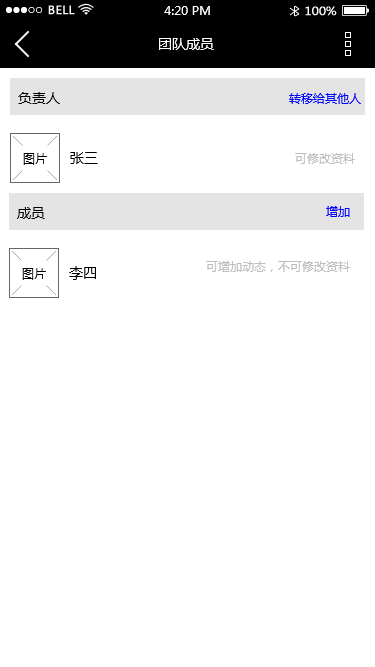 BELL 4:20 PM 100%
团队成员
负责人 转移给其他人
图片 张三 可修改资料
成员 增加
图片 李四 可增加动态，不可修改资料